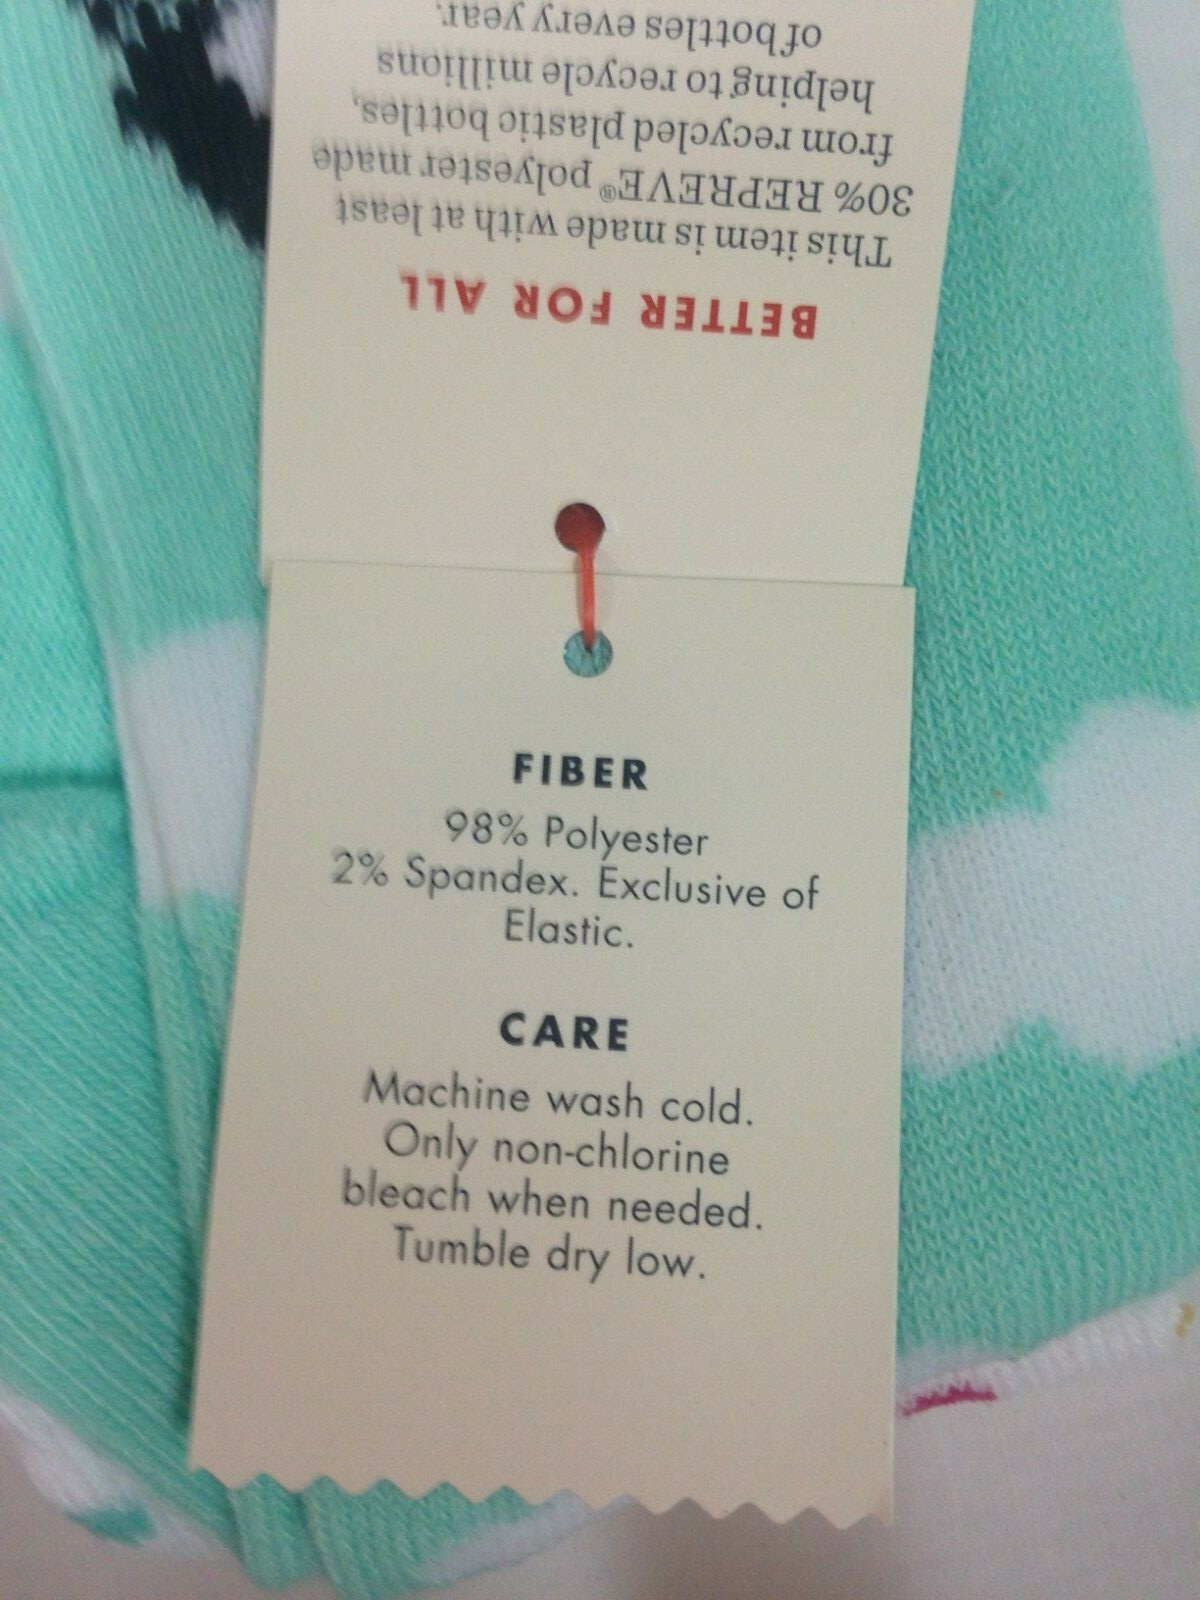 BETTER FOR ALL
This item is made with at least
30% REPREVE® polyester made
from recycled plastic bottles,
helping to recycle millions
of bottles every year.
FIBER
98% Polyester
2% Spandex. Exclusive of
Elastic.
CARE
Machine wash cold.
Only non-chlorine
bleach when needed.
Tumble dry low.